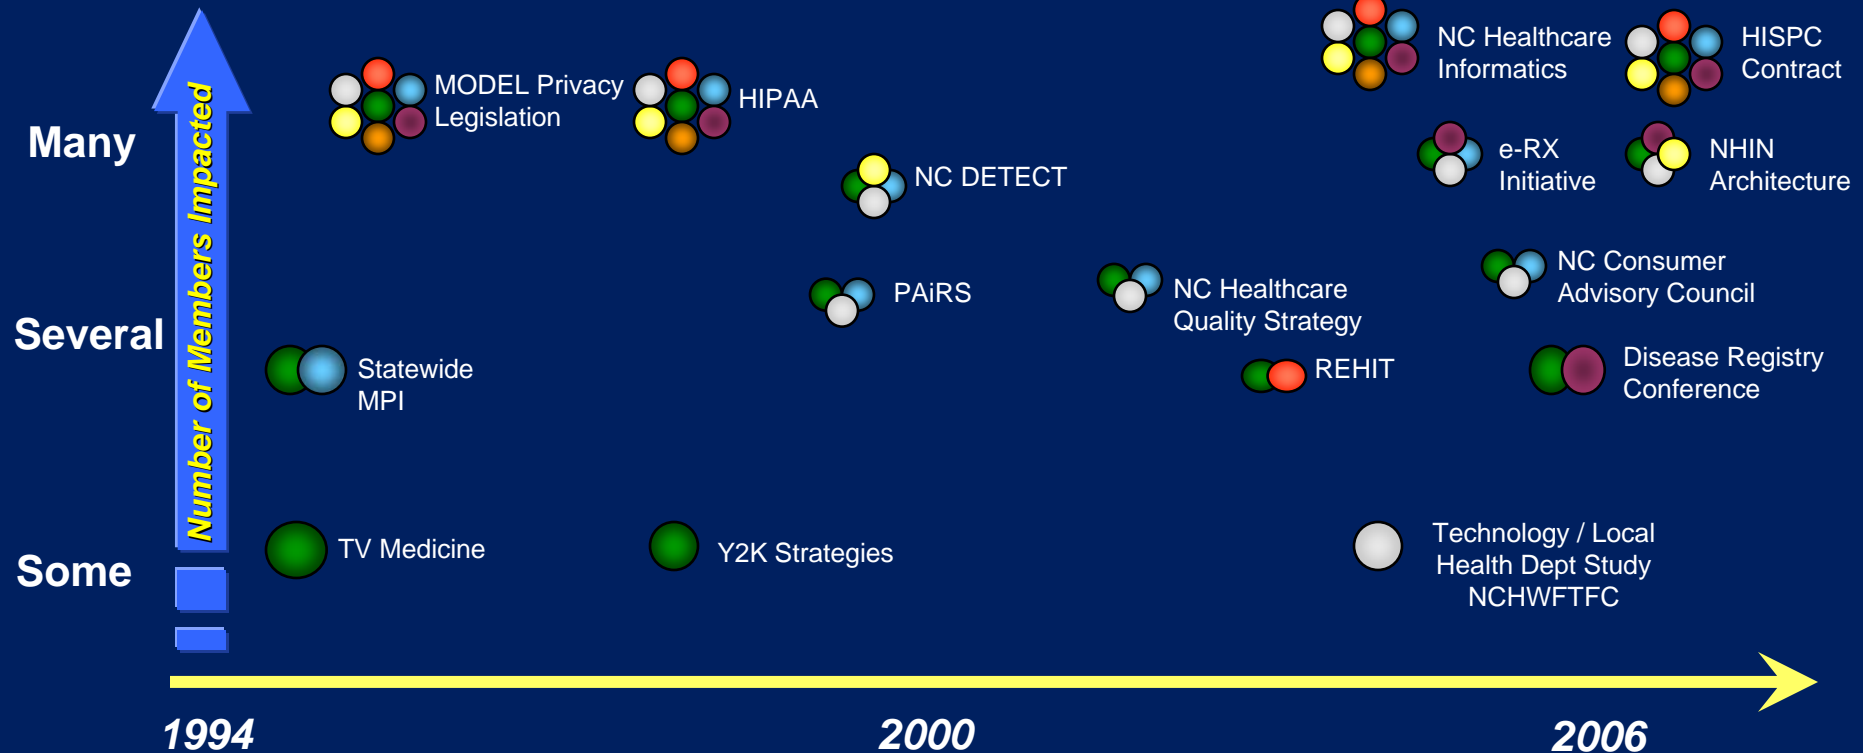 Number of Members Impacted
Many
Several
Some
MODEL Privacy
Legislation
HIPAA
NC Healthcare
Informatics
HISPC
Contract
NC DETECT
e-RX
Initiative
NHIN
Architecture
PAiRS
NC Healthcare
Quality Strategy
NC Consumer
Advisory Council
Statewide
MPI
REHIT
Disease Registry
Conference
TV Medicine
Y2K Strategies
Technology / Local
Health Dept Study
NCHWFTFC
1994
2000
2006